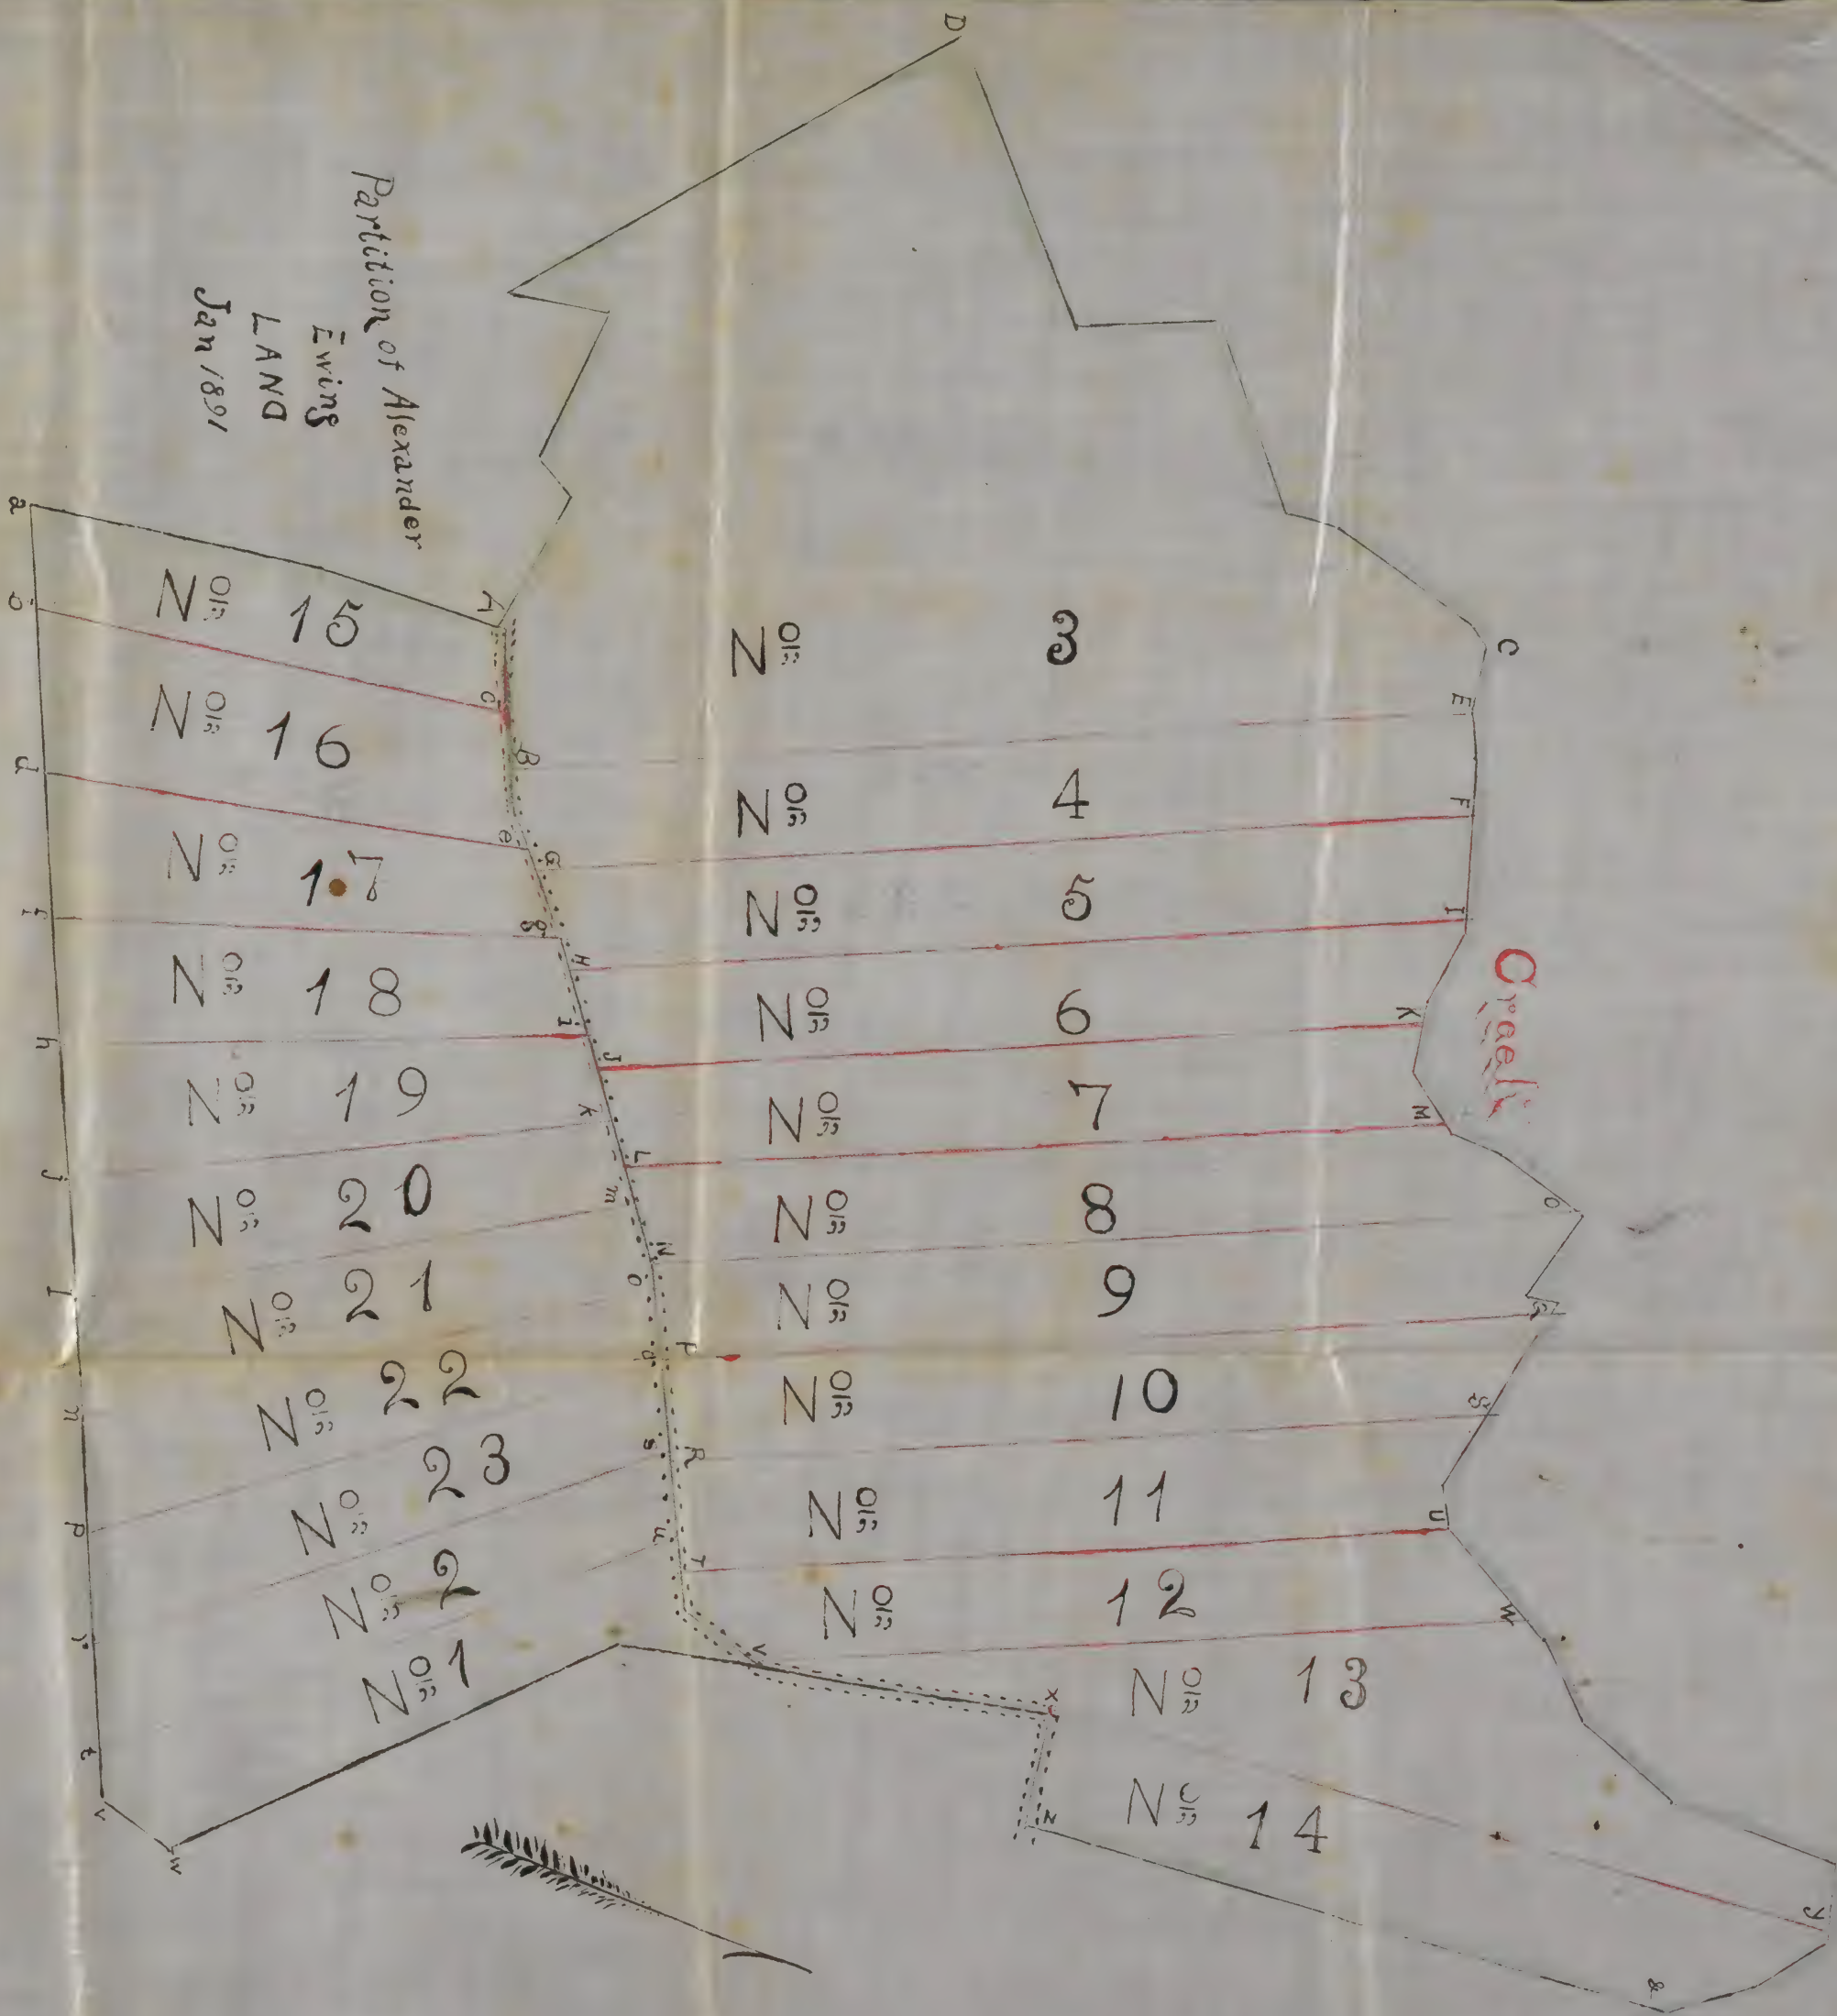 Partition of Alexander
Ewing
LAND
Jan 1891
Creek
No 3
No 4
No 5
No 6
No 7
No 8
No 9
No 10
No 11
No 12
No 13
No 14
No 15
No 16
No 17
No 18
No 19
No 20
No 21
No 22
No 23
No 2
No 1
D
C
E
F
I
K
M
O
Q
S
U
W
y
&
A
B
G
H
J
L
N
P
R
T
V
X
Z
c
e
g
i
k
m
o
q
s
u
a
b
d
f
h
j
l
n
p
r
t
v
w